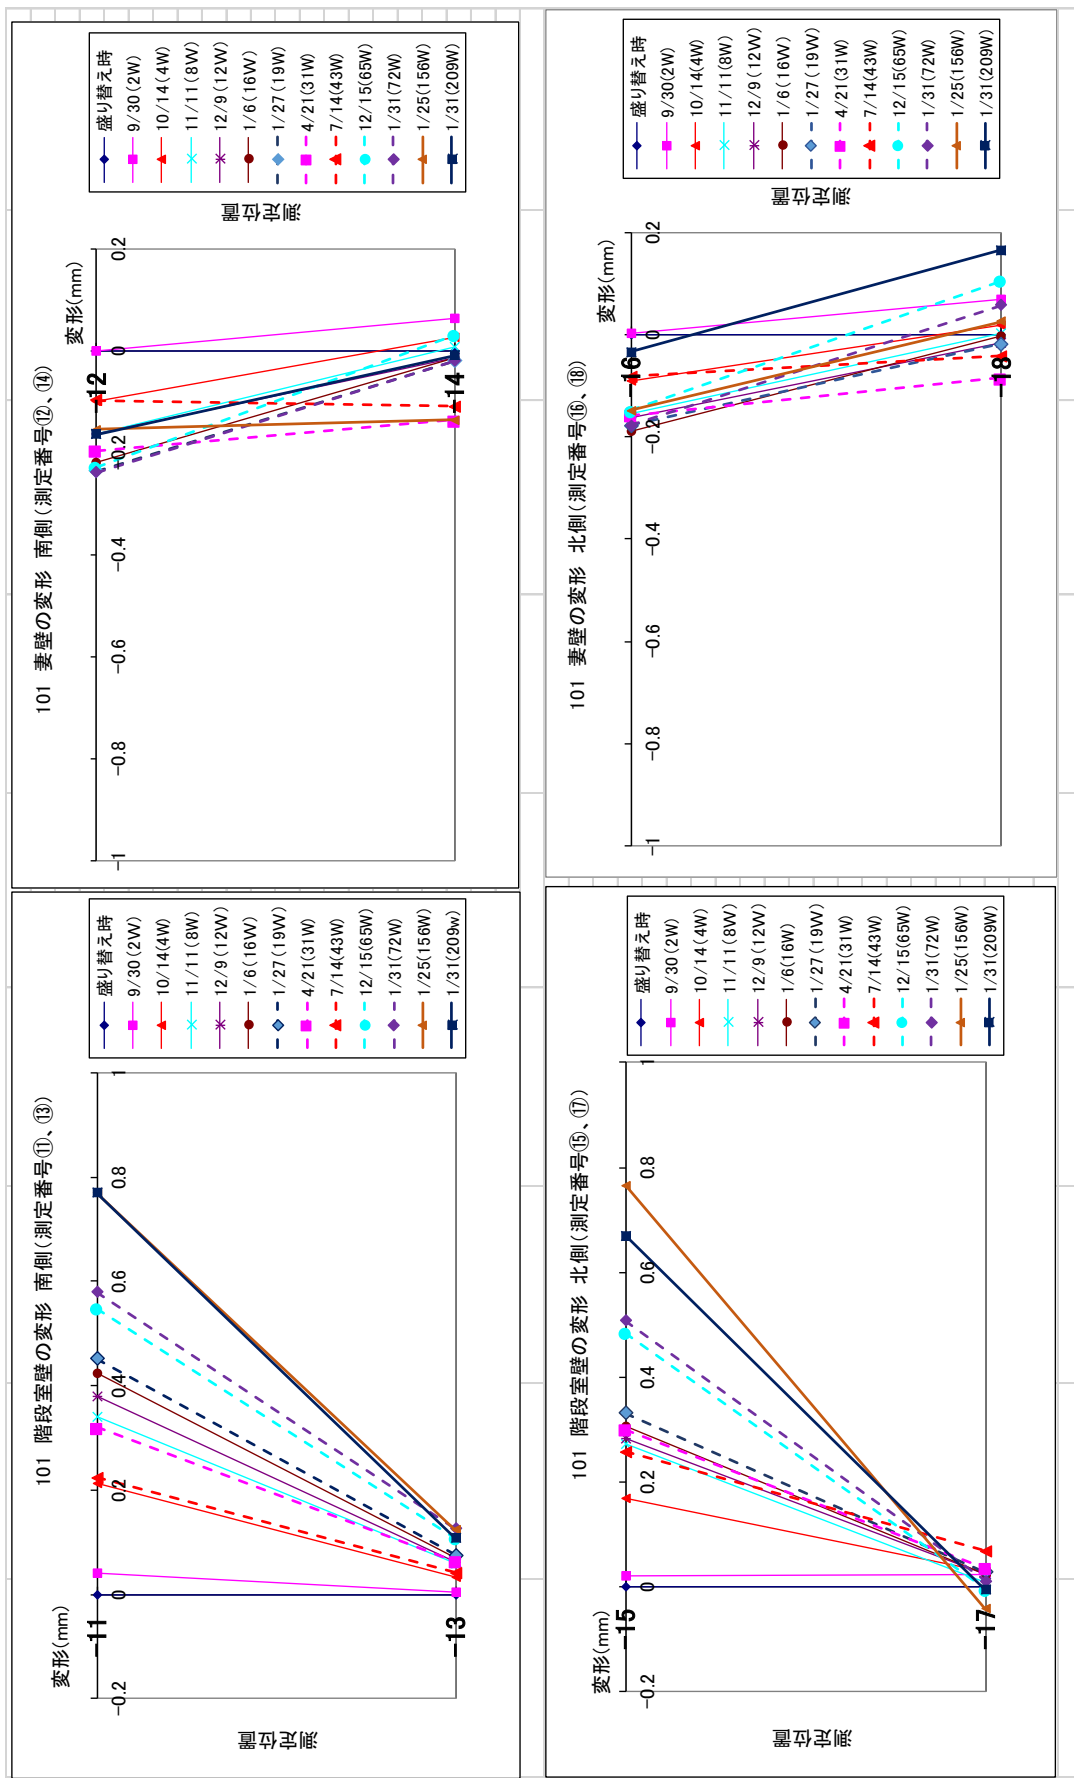 101 妻壁の変形 南側(測定番号⑫、⑭)
変形(mm)
-1
-0.8
-0.6
-0.4
-0.2
0
0.2
-12
-14
測定位置
盛り替え時
9/30(2W)
10/14(4W)
11/11(8W)
12/9(12W)
1/6(16W)
1/27(19W)
4/21(31W)
7/14(43W)
12/15(65W)
1/31(72W)
1/25(156W)
1/31(209W)
101 妻壁の変形 北側(測定番号⑯、⑱)
変形(mm)
-1
-0.8
-0.6
-0.4
-0.2
0
0.2
-16
-18
測定位置
盛り替え時
9/30(2W)
10/14(4W)
11/11(8W)
12/9(12W)
1/6(16W)
1/27(19W)
4/21(31W)
7/14(43W)
12/15(65W)
1/31(72W)
1/25(156W)
1/31(209W)
101 階段室壁の変形 南側(測定番号⑪、⑬)
変形(mm)
-0.2
0
0.2
0.4
0.6
0.8
1
-11
-13
測定位置
盛り替え時
9/30(2W)
10/14(4W)
11/11(8W)
12/9(12W)
1/6(16W)
1/27(19W)
4/21(31W)
7/14(43W)
12/15(65W)
1/31(72W)
1/25(156W)
1/31(209w)
101 階段室壁の変形 北側(測定番号⑮、⑰)
変形(mm)
-0.2
0
0.2
0.4
0.6
0.8
1
-15
-17
測定位置
盛り替え時
9/30(2W)
10/14(4W)
11/11(8W)
12/9(12W)
1/6(16W)
1/27(19W)
4/21(31W)
7/14(43W)
12/15(65W)
1/31(72W)
1/25(156W)
1/31(209W)